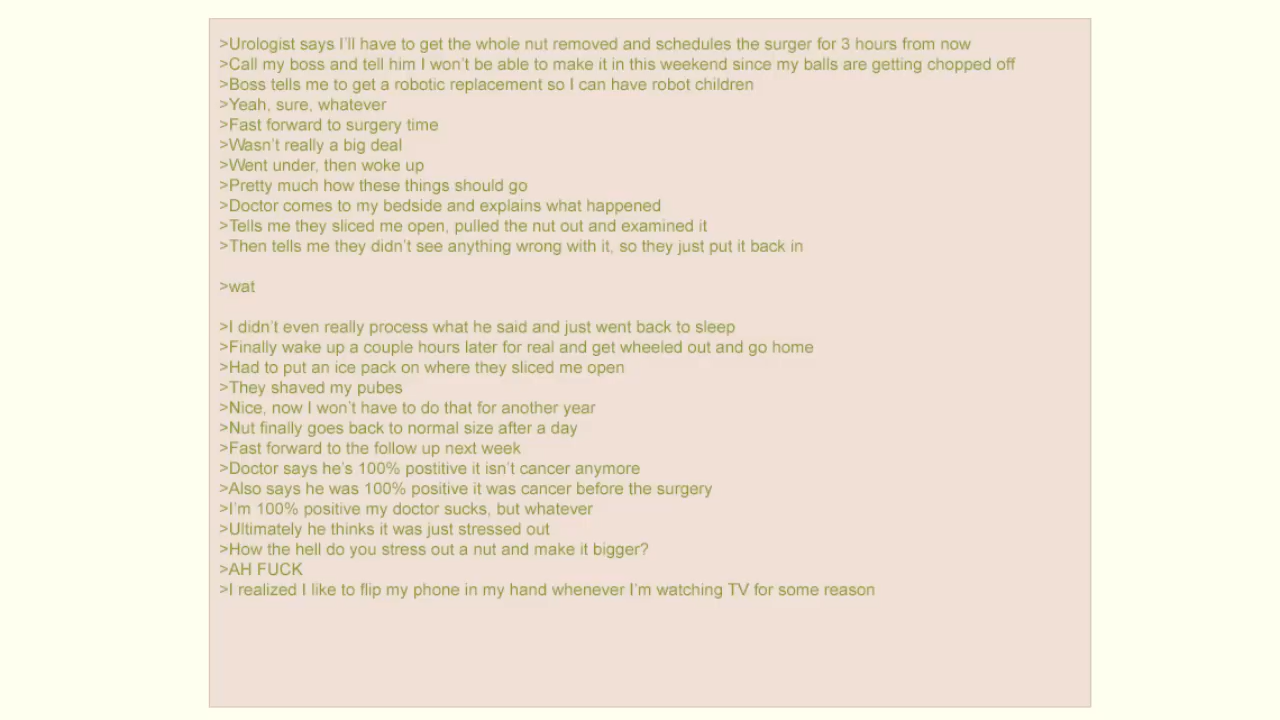 >Urologist says I'll have to get the whole nut removed and schedules the surger for 3 hours from now
>Call my boss and tell him I won't be able to make it in this weekend since my balls are getting chopped off
>Boss tells me to get a robotic replacement so I can have robot children
>Yeah, sure, whatever
>Fast forward to surgery time
>Wasn't really a big deal
>Went under, then woke up
>Pretty much how these things should go
>Doctor comes to my bedside and explains what happened
>Tells me they sliced me open, pulled the nut out and examined it
>Then tells me they didn't see anything wrong with it, so they just put it back in
>wat
>I didn't even really process what he said and just went back to sleep
>Finally wake up a couple hours later for real and get wheeled out and go home
>Had to put an ice pack on where they sliced me open
>They shaved my pubes
>Nice, now I won't have to do that for another year
>Nut finally goes back to normal size after a day
>Fast forward to the follow up next week
>Doctor says he's 100% postitive it isn't cancer anymore
>Also says he was 100% positive it was cancer before the surgery
>I'm 100% positive my doctor sucks, but whatever
>Ultimately he thinks it was just stressed out
>How the hell do you stress out a nut and make it bigger?
>AH FUCK
>I realized I like to flip my phone in my hand whenever I'm watching TV for some reason